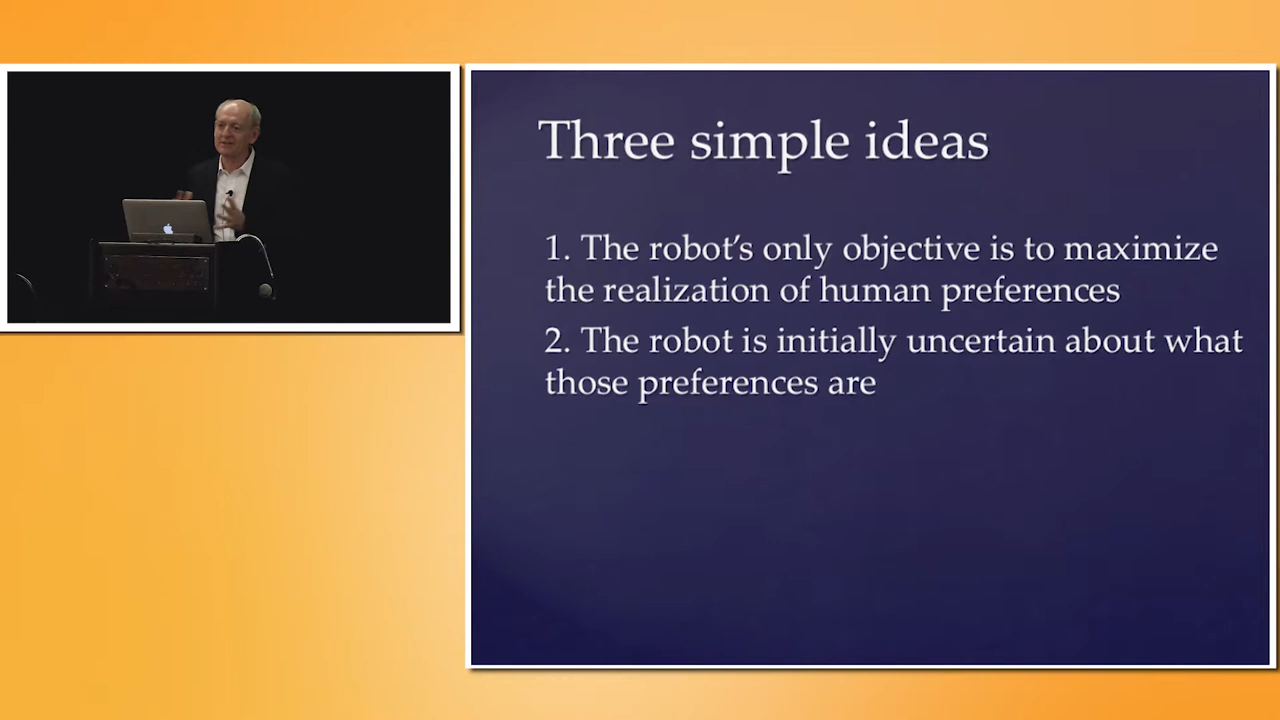 Three simple ideas
1. The robot’s only objective is to maximize
the realization of human preferences
2. The robot is initially uncertain about what
those preferences are